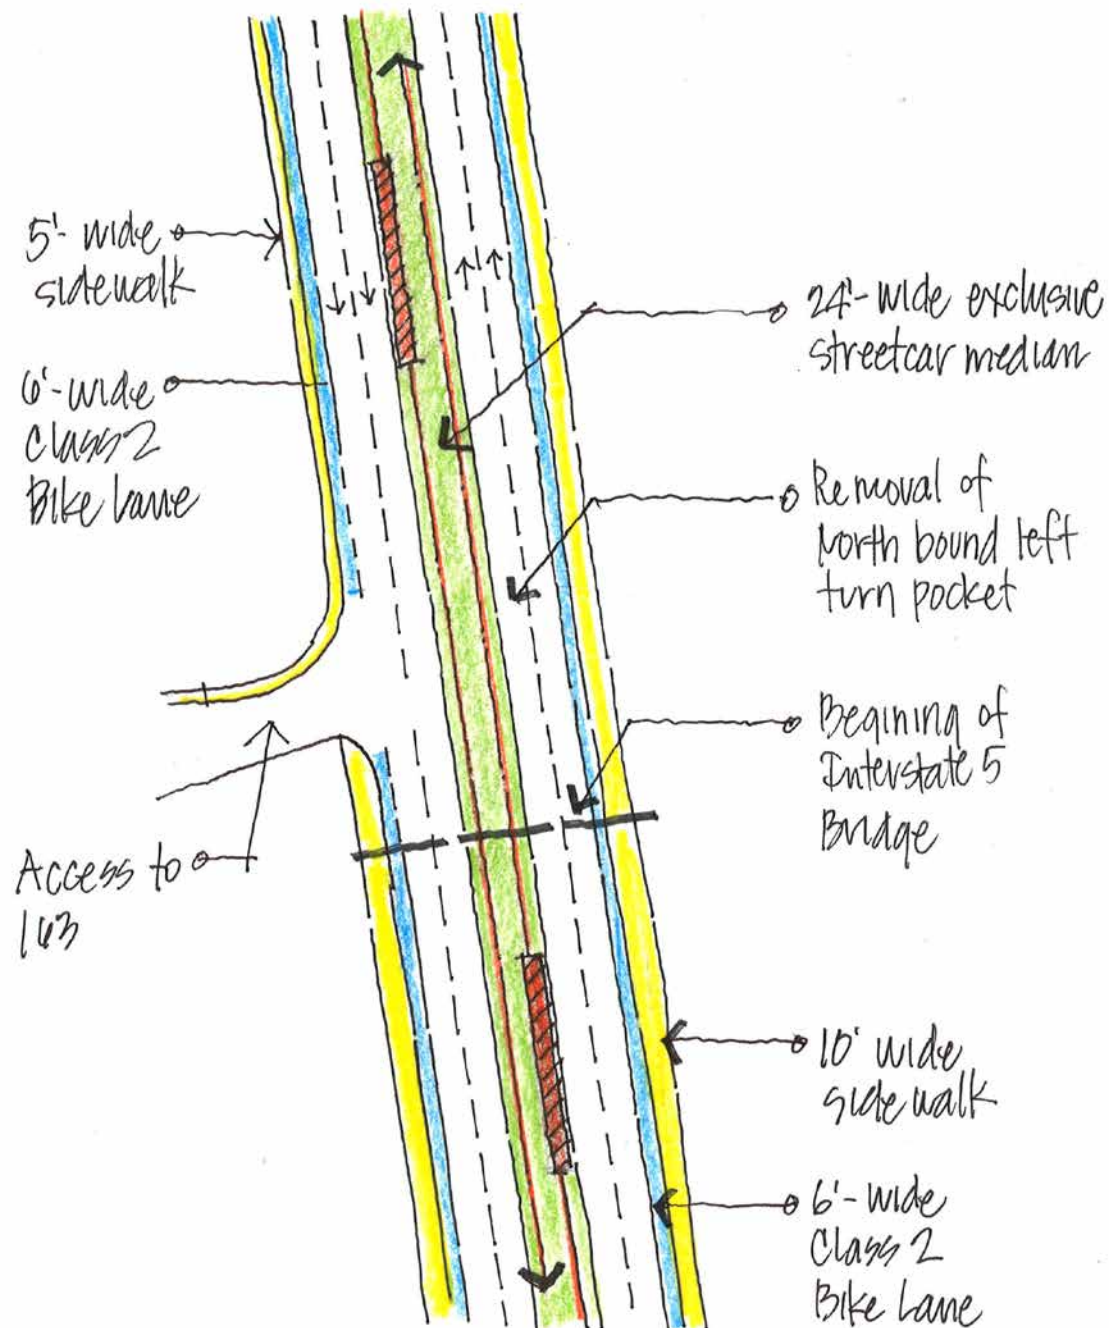 5'-wide
sidewalk
6'-wide
Class 2
Bike Lane
Access to
163
24'-wide exclusive
streetcar median
Removal of
North bound left
turn pocket
Begining of
Interstate 5
Bridge
10' wide
side walk
6'-wide
Class 2
Bike Lane